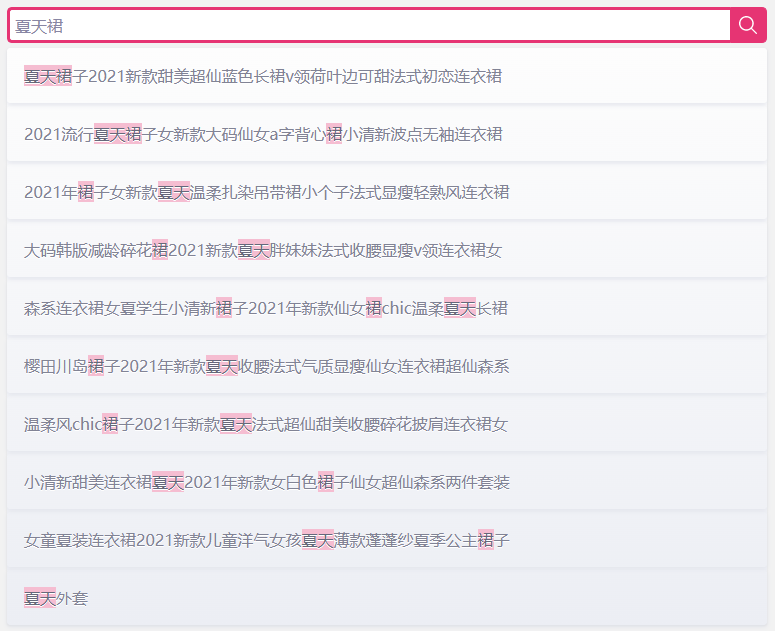 夏天裙
夏天裙子2021新款甜美超仙蓝色长裙v领荷叶边可甜法式初恋连衣裙
2021流行夏天裙子女新款大码仙女a字背心裙小清新波点无袖连衣裙
2021年裙子女新款夏天温柔扎染吊带裙小个子法式显瘦轻熟风连衣裙
大码韩版减龄碎花裙2021新款夏天胖妹妹法式收腰显瘦v领连衣裙女
森系连衣裙女夏学生小清新裙子2021年新款仙女裙chic温柔夏天长裙
樱田川岛裙子2021年新款夏天收腰法式气质显瘦仙女连衣裙超仙森系
温柔风chic裙子2021年新款夏天法式超仙甜美收腰碎花披肩连衣裙女
小清新甜美连衣裙夏天2021年新款女白色裙子仙女超仙森系两件套装
女童夏装连衣裙2021新款儿童洋气女孩夏天薄款蓬蓬纱夏季公主裙子
夏天外套